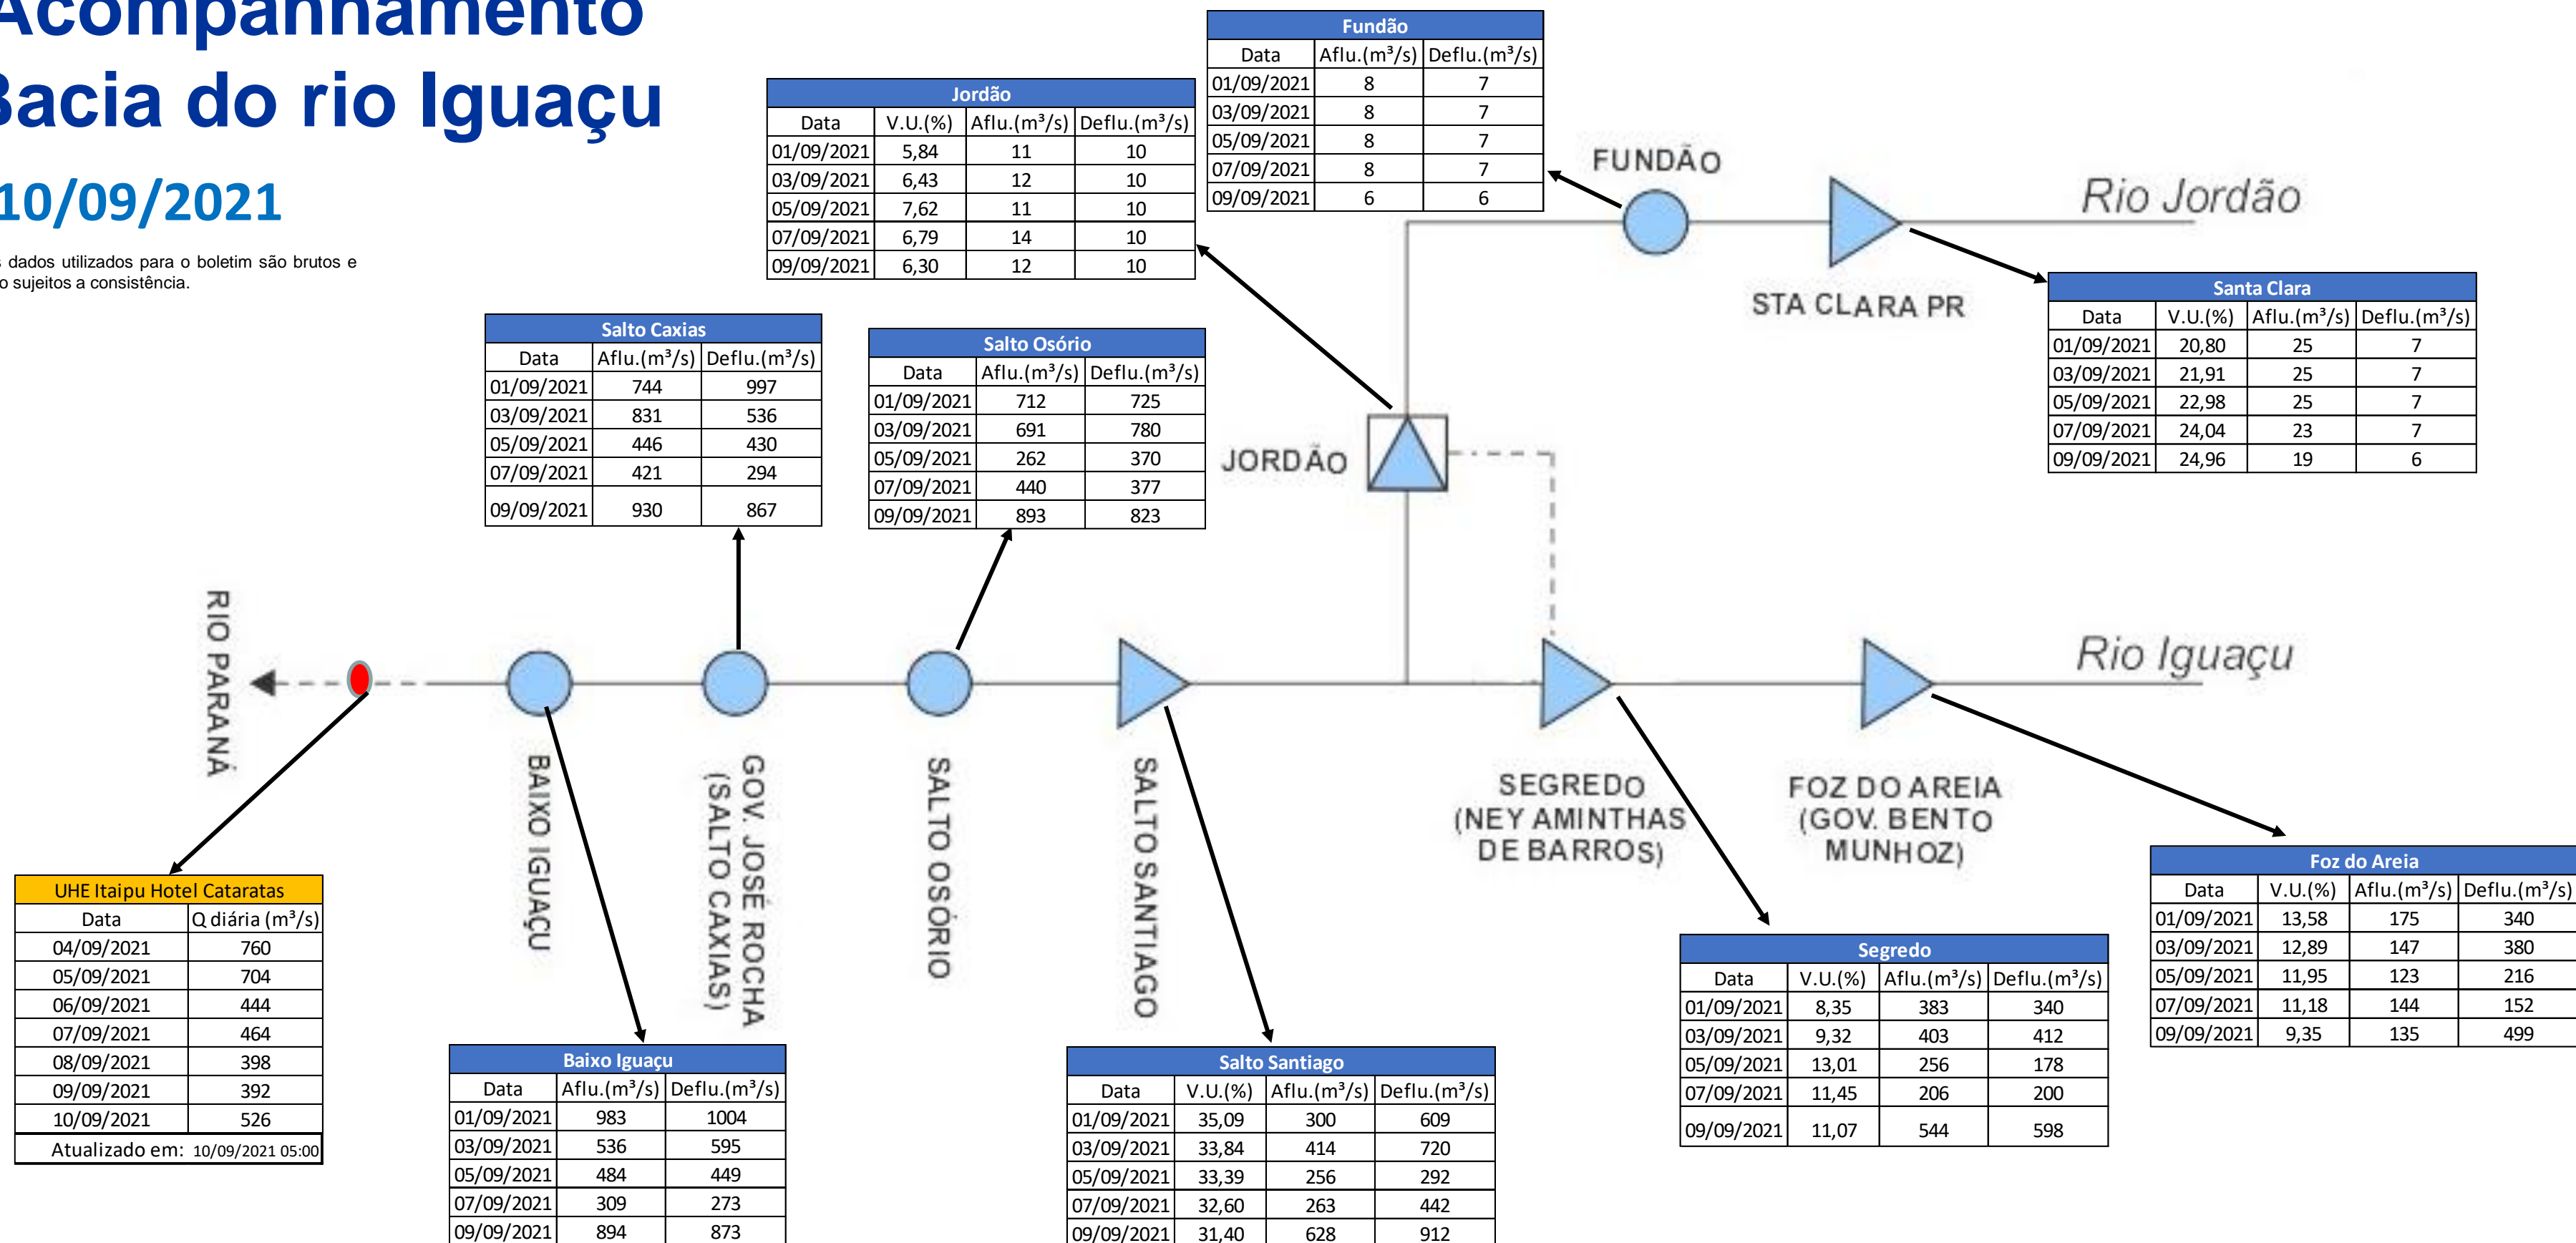 Acompanhamento
Bacia do rio Iguaçu
10/09/2021
s dados utilizados para o boletim são brutos e
o sujeitos a consistência.
Fundão
Data Aflu.(m³/s) Deflu.(m³/s)
01/09/2021 8 7
03/09/2021 8 7
05/09/2021 8 7
07/09/2021 8 7
09/09/2021 6 6
Jordão
Data V.U.(%) Aflu.(m³/s) Deflu.(m³/s)
01/09/2021 5,84 11 10
03/09/2021 6,43 12 10
05/09/2021 7,62 11 10
07/09/2021 6,79 14 10
09/09/2021 6,30 12 10
FUNDÃO
Rio Jordão
STA CLARA PR
Santa Clara
Data V.U.(%) Aflu.(m³/s) Deflu.(m³/s)
01/09/2021 20,80 25 7
03/09/2021 21,91 25 7
05/09/2021 22,98 25 7
07/09/2021 24,04 23 7
09/09/2021 24,96 19 6
Salto Caxias
Data Aflu.(m³/s) Deflu.(m³/s)
01/09/2021 744 997
03/09/2021 831 536
05/09/2021 446 430
07/09/2021 421 294
09/09/2021 930 867
Salto Osório
Data Aflu.(m³/s) Deflu.(m³/s)
01/09/2021 712 725
03/09/2021 691 780
05/09/2021 262 370
07/09/2021 440 377
09/09/2021 893 823
JORDÃO
RIO PARANÁ
Rio Iguaçu
BAIXO IGUAÇU
GOV. JOSÉ ROCHA
(SALTO CAXIAS)
SALTO OSÓRIO
SALTO SANTIAGO
SEGREDO
(NEY AMINTHAS
DE BARROS)
FOZ DO AREIA
(GOV. BENTO
MUNHOZ)
UHE Itaipu Hotel Cataratas
Data Q diária (m³/s)
04/09/2021 760
05/09/2021 704
06/09/2021 444
07/09/2021 464
08/09/2021 398
09/09/2021 392
10/09/2021 526
Atualizado em: 10/09/2021 05:00
Baixo Iguaçu
Data Aflu.(m³/s) Deflu.(m³/s)
01/09/2021 983 1004
03/09/2021 536 595
05/09/2021 484 449
07/09/2021 309 273
09/09/2021 894 873
Salto Santiago
Data V.U.(%) Aflu.(m³/s) Deflu.(m³/s)
01/09/2021 35,09 300 609
03/09/2021 33,84 414 720
05/09/2021 33,39 256 292
07/09/2021 32,60 263 442
09/09/2021 31,40 628 912
Segredo
Data V.U.(%) Aflu.(m³/s) Deflu.(m³/s)
01/09/2021 8,35 383 340
03/09/2021 9,32 403 412
05/09/2021 13,01 256 178
07/09/2021 11,45 206 200
09/09/2021 11,07 544 598
Foz do Areia
Data V.U.(%) Aflu.(m³/s) Deflu.(m³/s)
01/09/2021 13,58 175 340
03/09/2021 12,89 147 380
05/09/2021 11,95 123 216
07/09/2021 11,18 144 152
09/09/2021 9,35 135 499